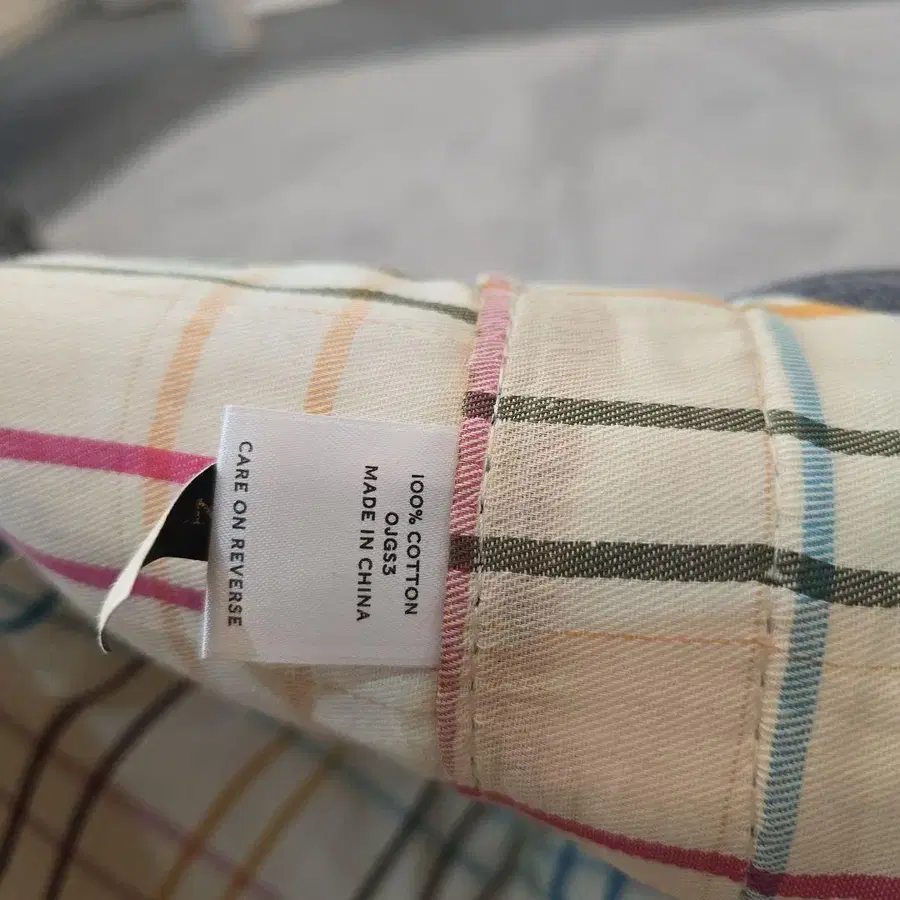 100% COTTON
OJGS3
MADE IN CHINA
CARE ON REVERSE